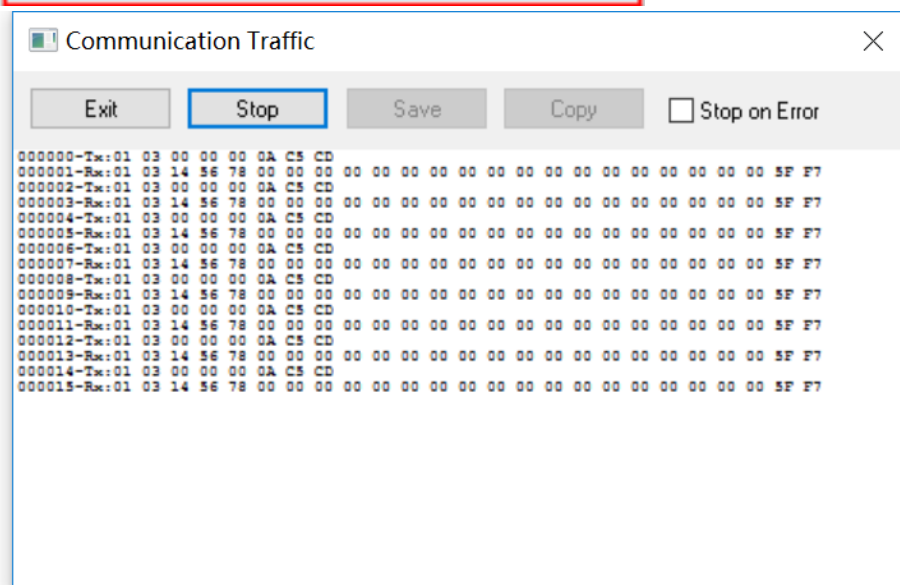 Communication Traffic
Exit Stop Save Copy Stop on Error
000000-Tx:01 03 00 00 00 0A C5 CD
000001-Rx:01 03 14 56 78 00 00 00 00 00 00 00 00 00 00 00 00 00 00 00 00 00 00 5F F7
000002-Tx:01 03 00 00 00 0A C5 CD
000003-Rx:01 03 14 56 78 00 00 00 00 00 00 00 00 00 00 00 00 00 00 00 00 00 00 5F F7
000004-Tx:01 03 00 00 00 0A C5 CD
000005-Rx:01 03 14 56 78 00 00 00 00 00 00 00 00 00 00 00 00 00 00 00 00 00 00 5F F7
000006-Tx:01 03 00 00 00 0A C5 CD
000007-Rx:01 03 14 56 78 00 00 00 00 00 00 00 00 00 00 00 00 00 00 00 00 00 00 5F F7
000008-Tx:01 03 00 00 00 0A C5 CD
000009-Rx:01 03 14 56 78 00 00 00 00 00 00 00 00 00 00 00 00 00 00 00 00 00 00 5F F7
000010-Tx:01 03 00 00 00 0A C5 CD
000011-Rx:01 03 14 56 78 00 00 00 00 00 00 00 00 00 00 00 00 00 00 00 00 00 00 5F F7
000012-Tx:01 03 00 00 00 0A C5 CD
000013-Rx:01 03 14 56 78 00 00 00 00 00 00 00 00 00 00 00 00 00 00 00 00 00 00 5F F7
000014-Tx:01 03 00 00 00 0A C5 CD
000015-Rx:01 03 14 56 78 00 00 00 00 00 00 00 00 00 00 00 00 00 00 00 00 00 00 5F F7